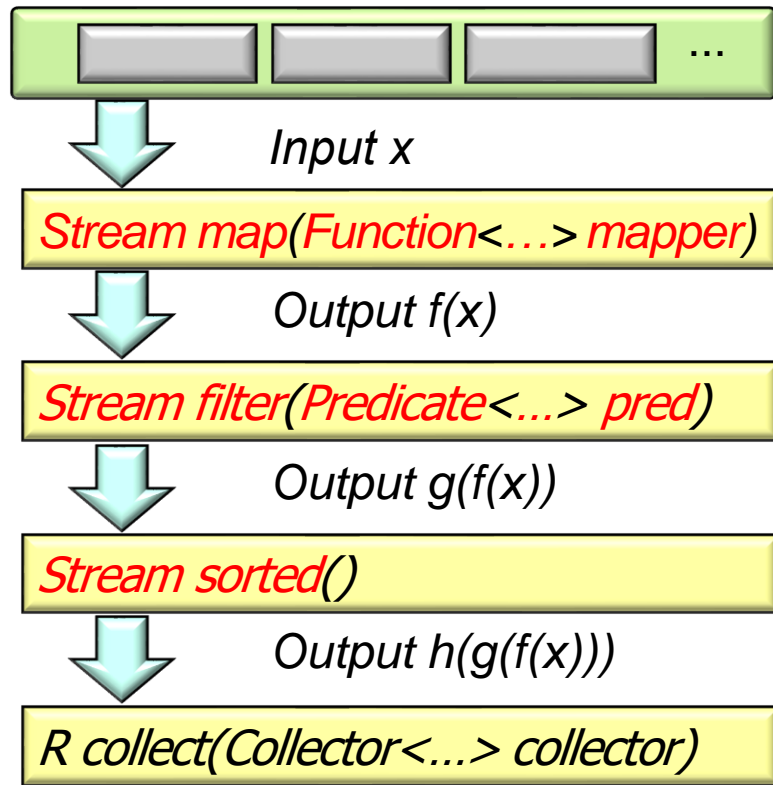 ...
Input x
Stream map(Function<...> mapper)
Output f(x)
Stream filter(Predicate<...> pred)
Output g(f(x))
Stream sorted()
Output h(g(f(x)))
R collect(Collector<...> collector)